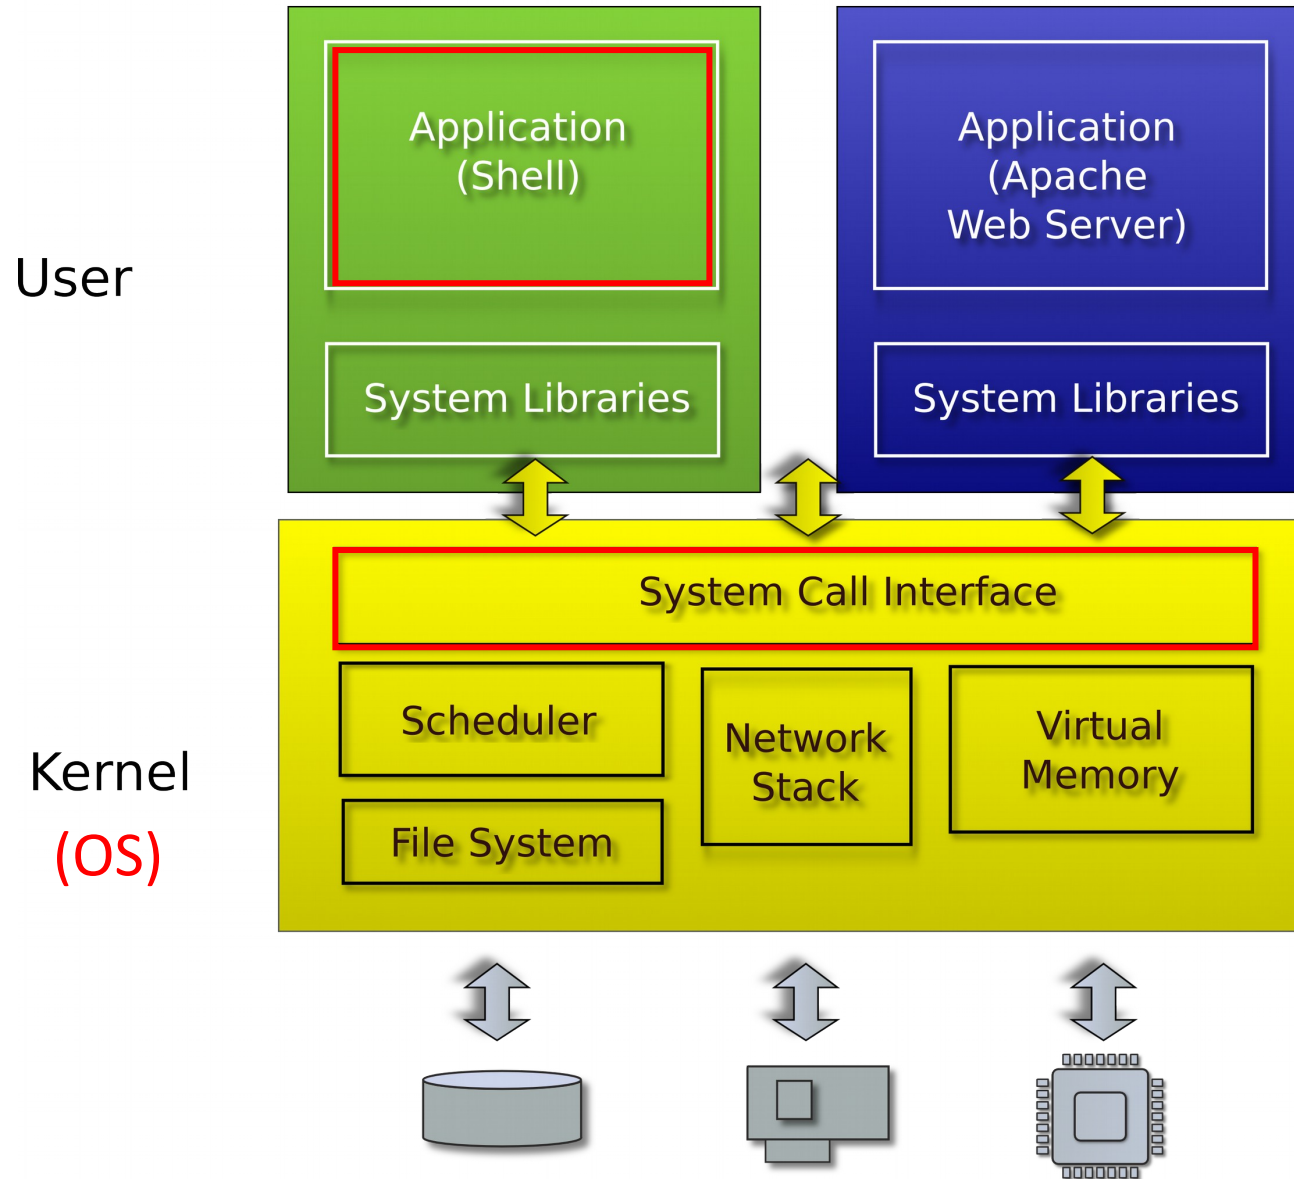 User
Application
(Shell)
System Libraries
Application
(Apache
Web Server)
System Libraries
Kernel
(OS)
System Call Interface
Scheduler
File System
Network
Stack
Virtual
Memory